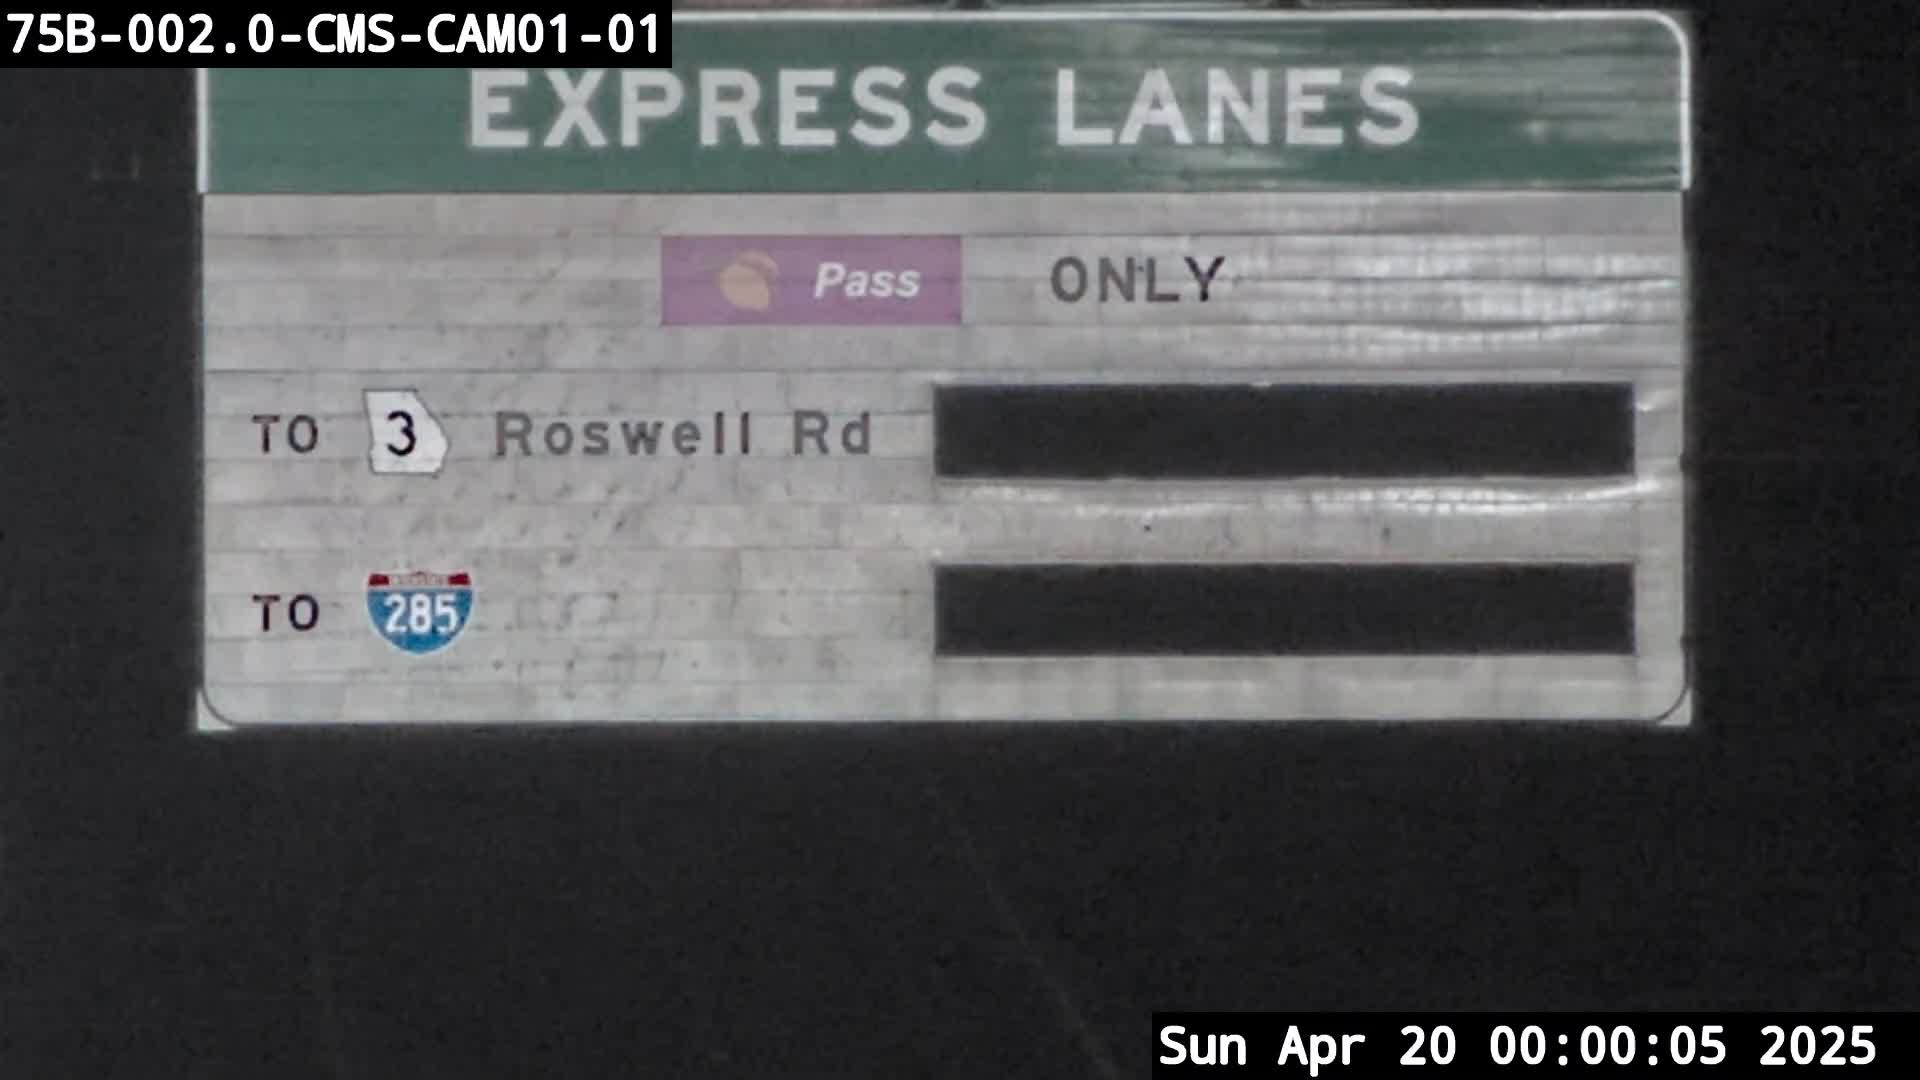 75B-002.0-CMS-CAM01-01
EXPRESS LANES
Pass ONLY
TO 3 Roswell Rd
TO 285
Sun Apr 20 00:00:05 2025